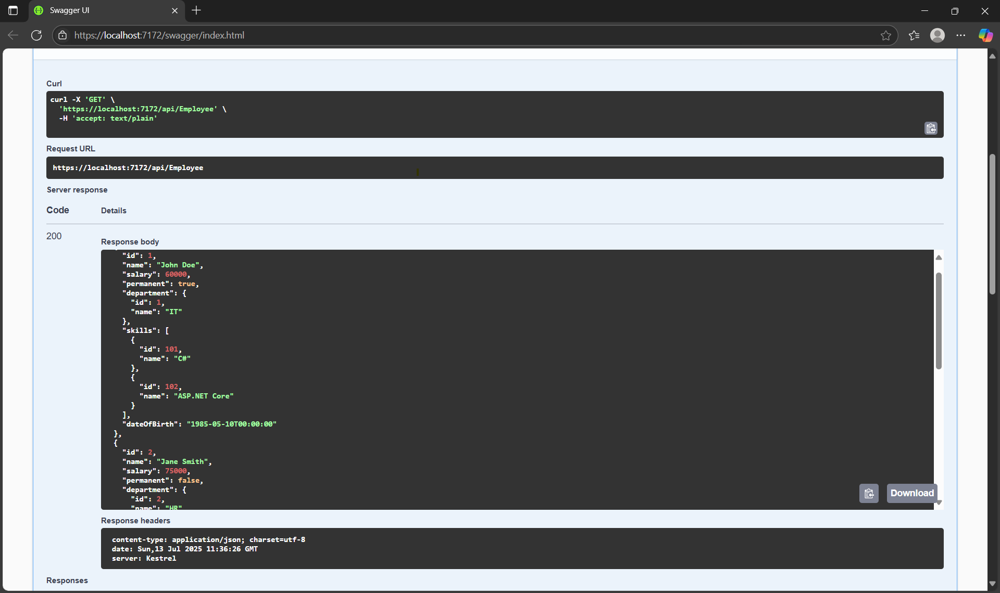 Swagger UI
https://localhost:7172/swagger/index.html
Curl
curl -X 'GET' \
  'https://localhost:7172/api/Employee' \
  -H 'accept: text/plain'
Request URL
https://localhost:7172/api/Employee
Server response
Code Details
200
Response body
    "id": 1,
    "name": "John Doe",
    "salary": 60000,
    "permanent": true,
    "department": {
      "id": 1,
      "name": "IT"
    },
    "skills": [
      {
        "id": 101,
        "name": "C#"
      },
      {
        "id": 102,
        "name": "ASP.NET Core"
      }
    ],
    "dateOfBirth": "1985-05-10T00:00:00"
  },
  {
    "id": 2,
    "name": "Jane Smith",
    "salary": 75000,
    "permanent": false,
    "department": {
      "id": 2,
      "name": "HR"
Download
Response headers
content-type: application/json; charset=utf-8
date: Sun,13 Jul 2025 11:36:26 GMT
server: Kestrel
Responses